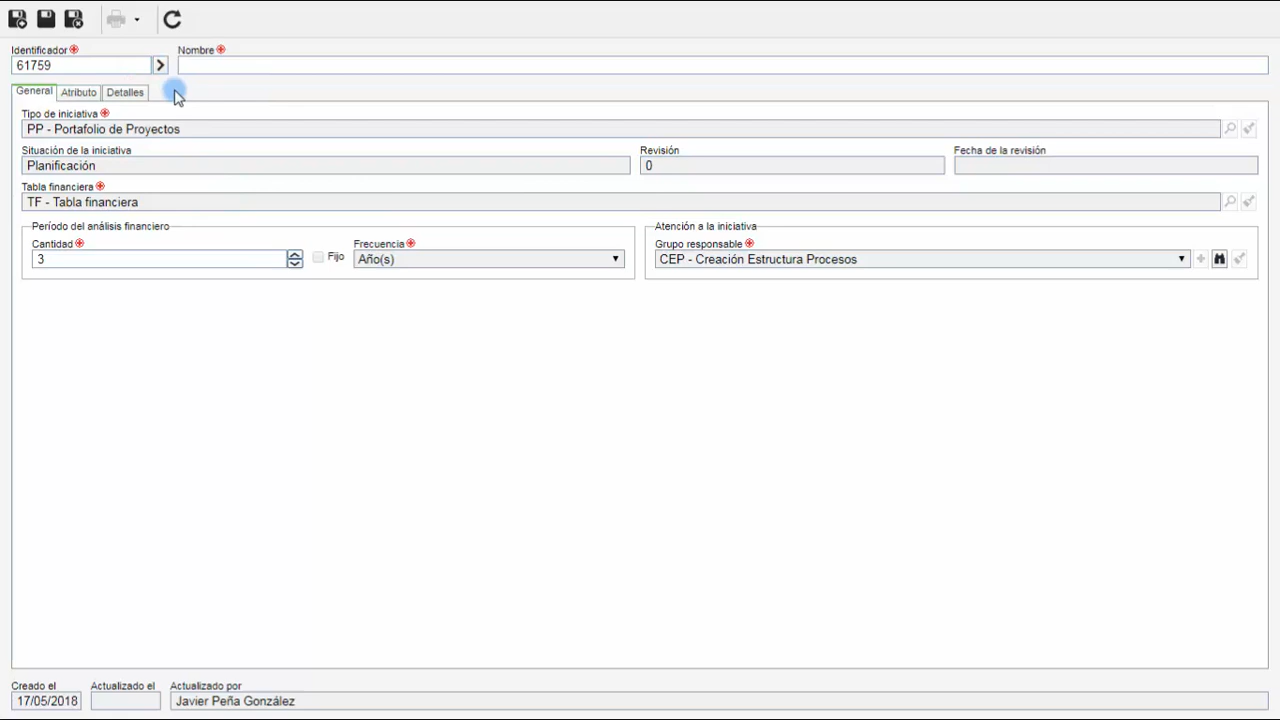 Identificador Nombre
61759
General Atributo Detalles
Tipo de iniciativa
PP - Portafolio de Proyectos
Situación de la iniciativa Revisión Fecha de la revisión
Planificación 0
Tabla financiera
TF - Tabla financiera
Período del análisis financiero Atención a la iniciativa
Cantidad Frecuencia Grupo responsable
3 Fijo Año(s) CEP - Creación Estructura Procesos
Creado el Actualizado el Actualizado por
17/05/2018 Javier Peña González